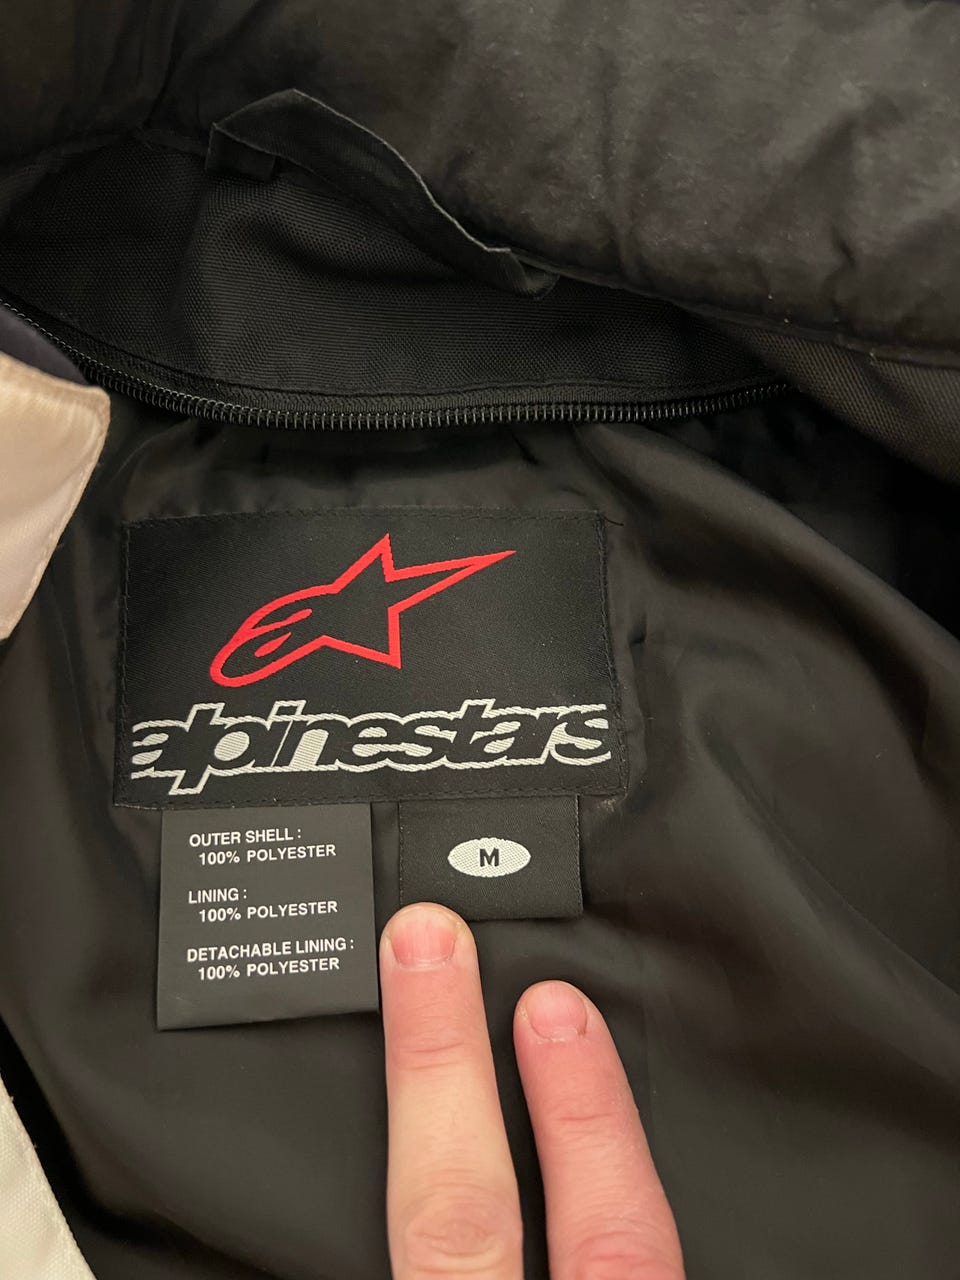 alpinestars
OUTER SHELL :
100% POLYESTER
LINING :
100% POLYESTER
DETACHABLE LINING :
100% POLYESTER
M